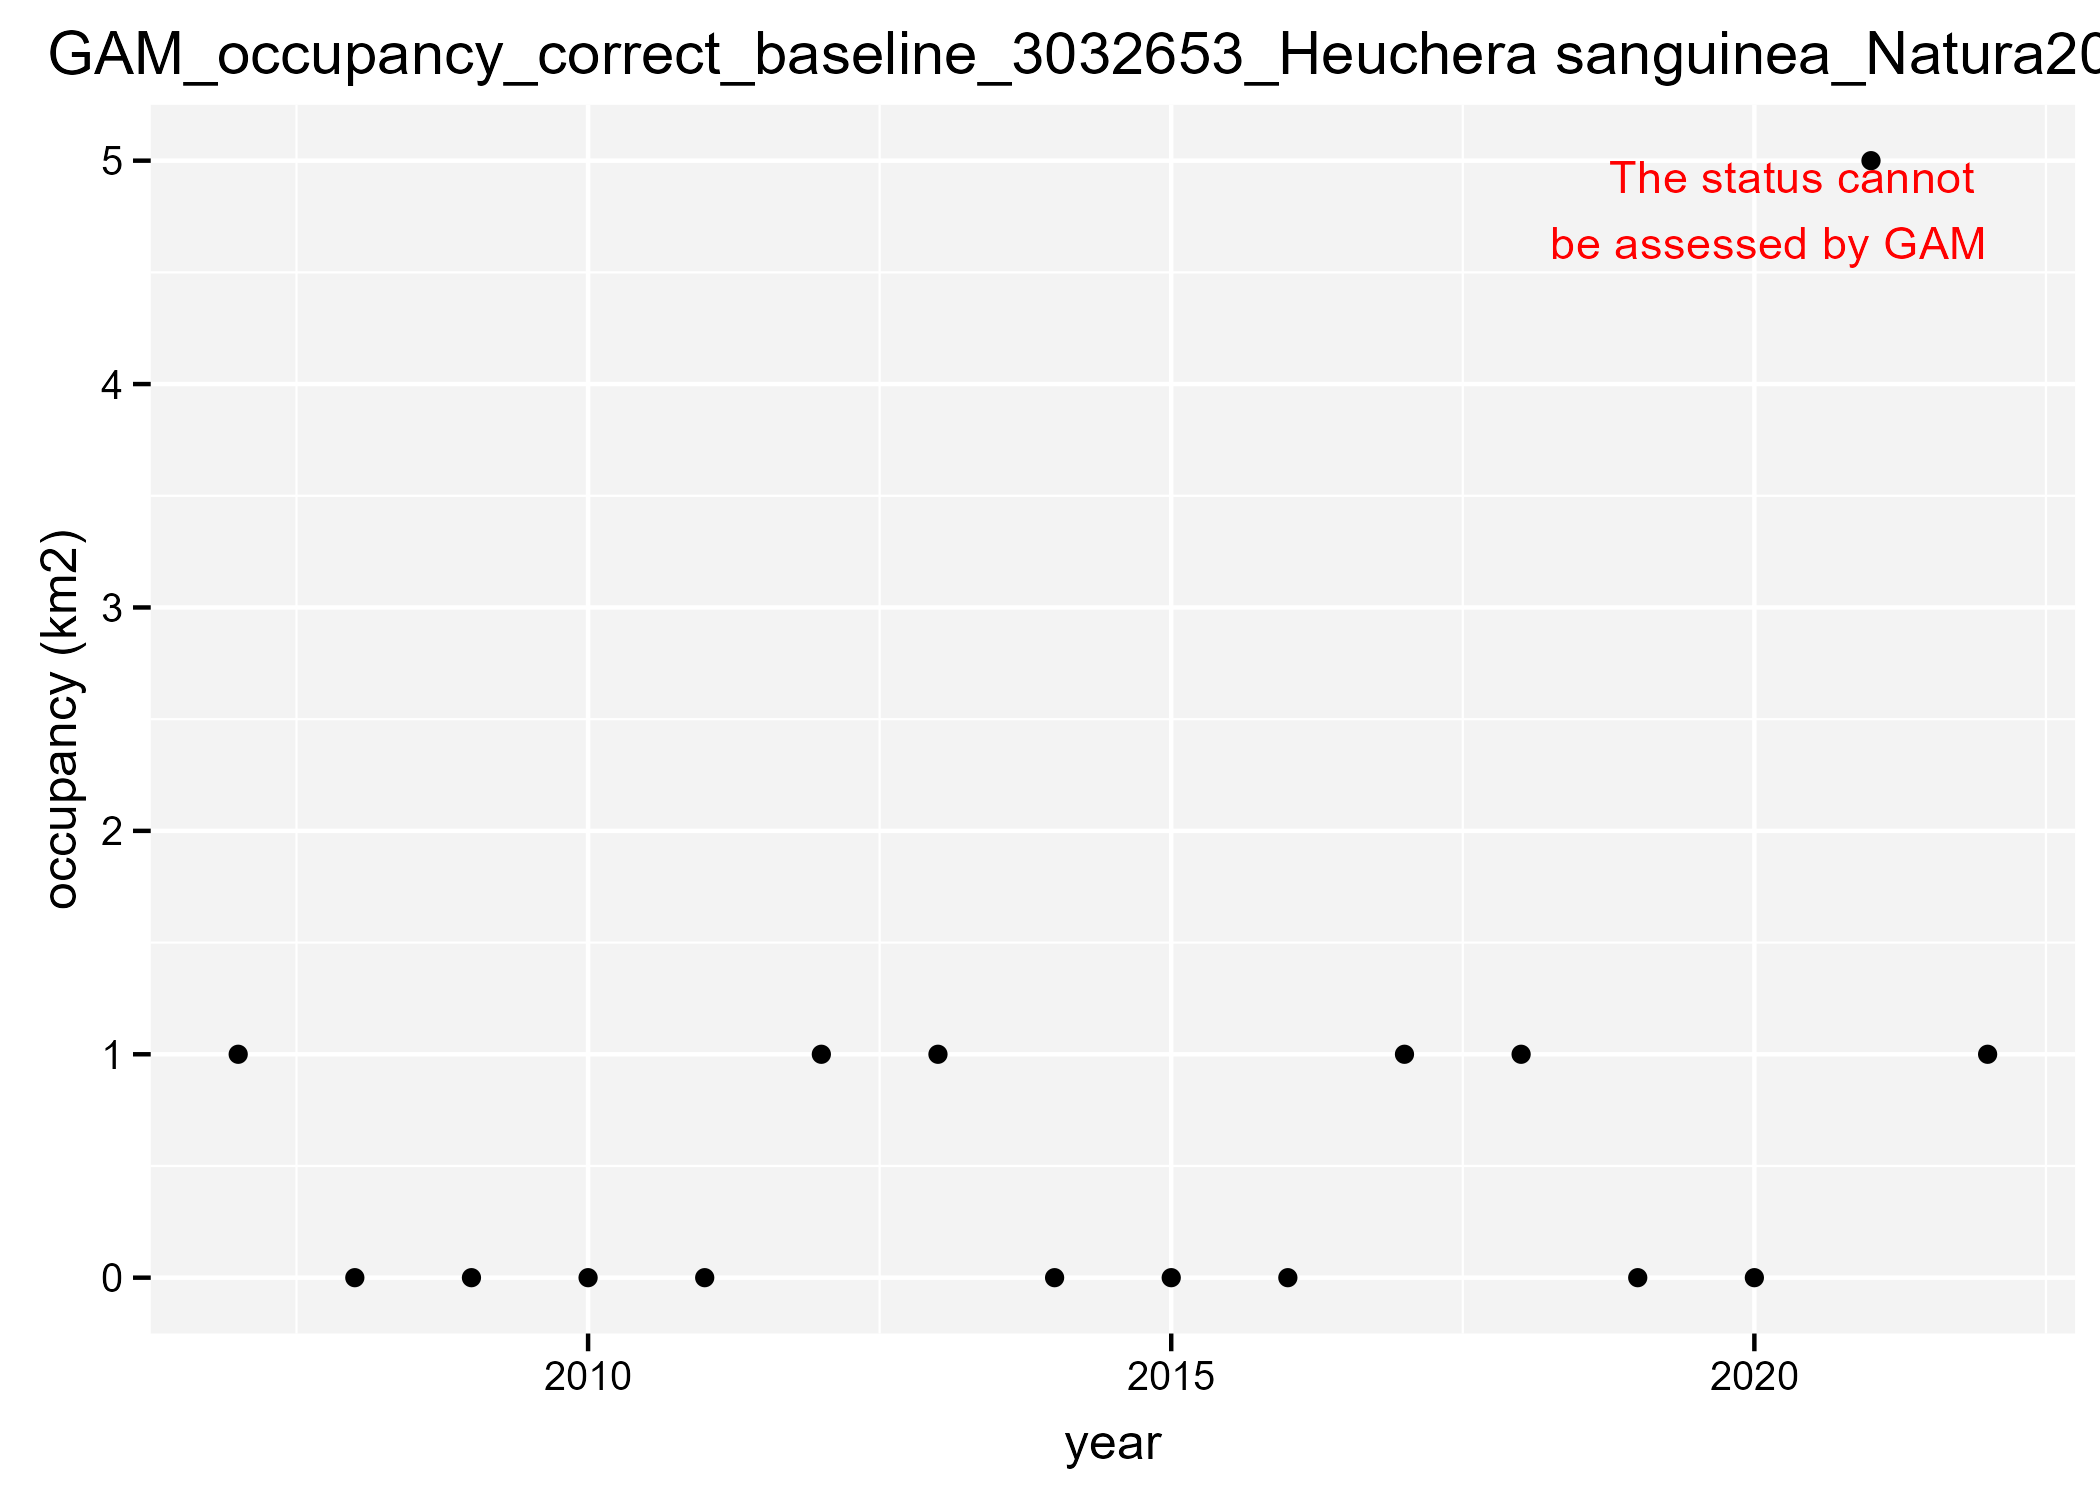 GAM_occupancy_correct_baseline_3032653_Heuchera sanguinea_Natura20
5
The status cannot
be assessed by GAM
4
3
2
1
0
occupancy (km2)
2010 2015 2020
year